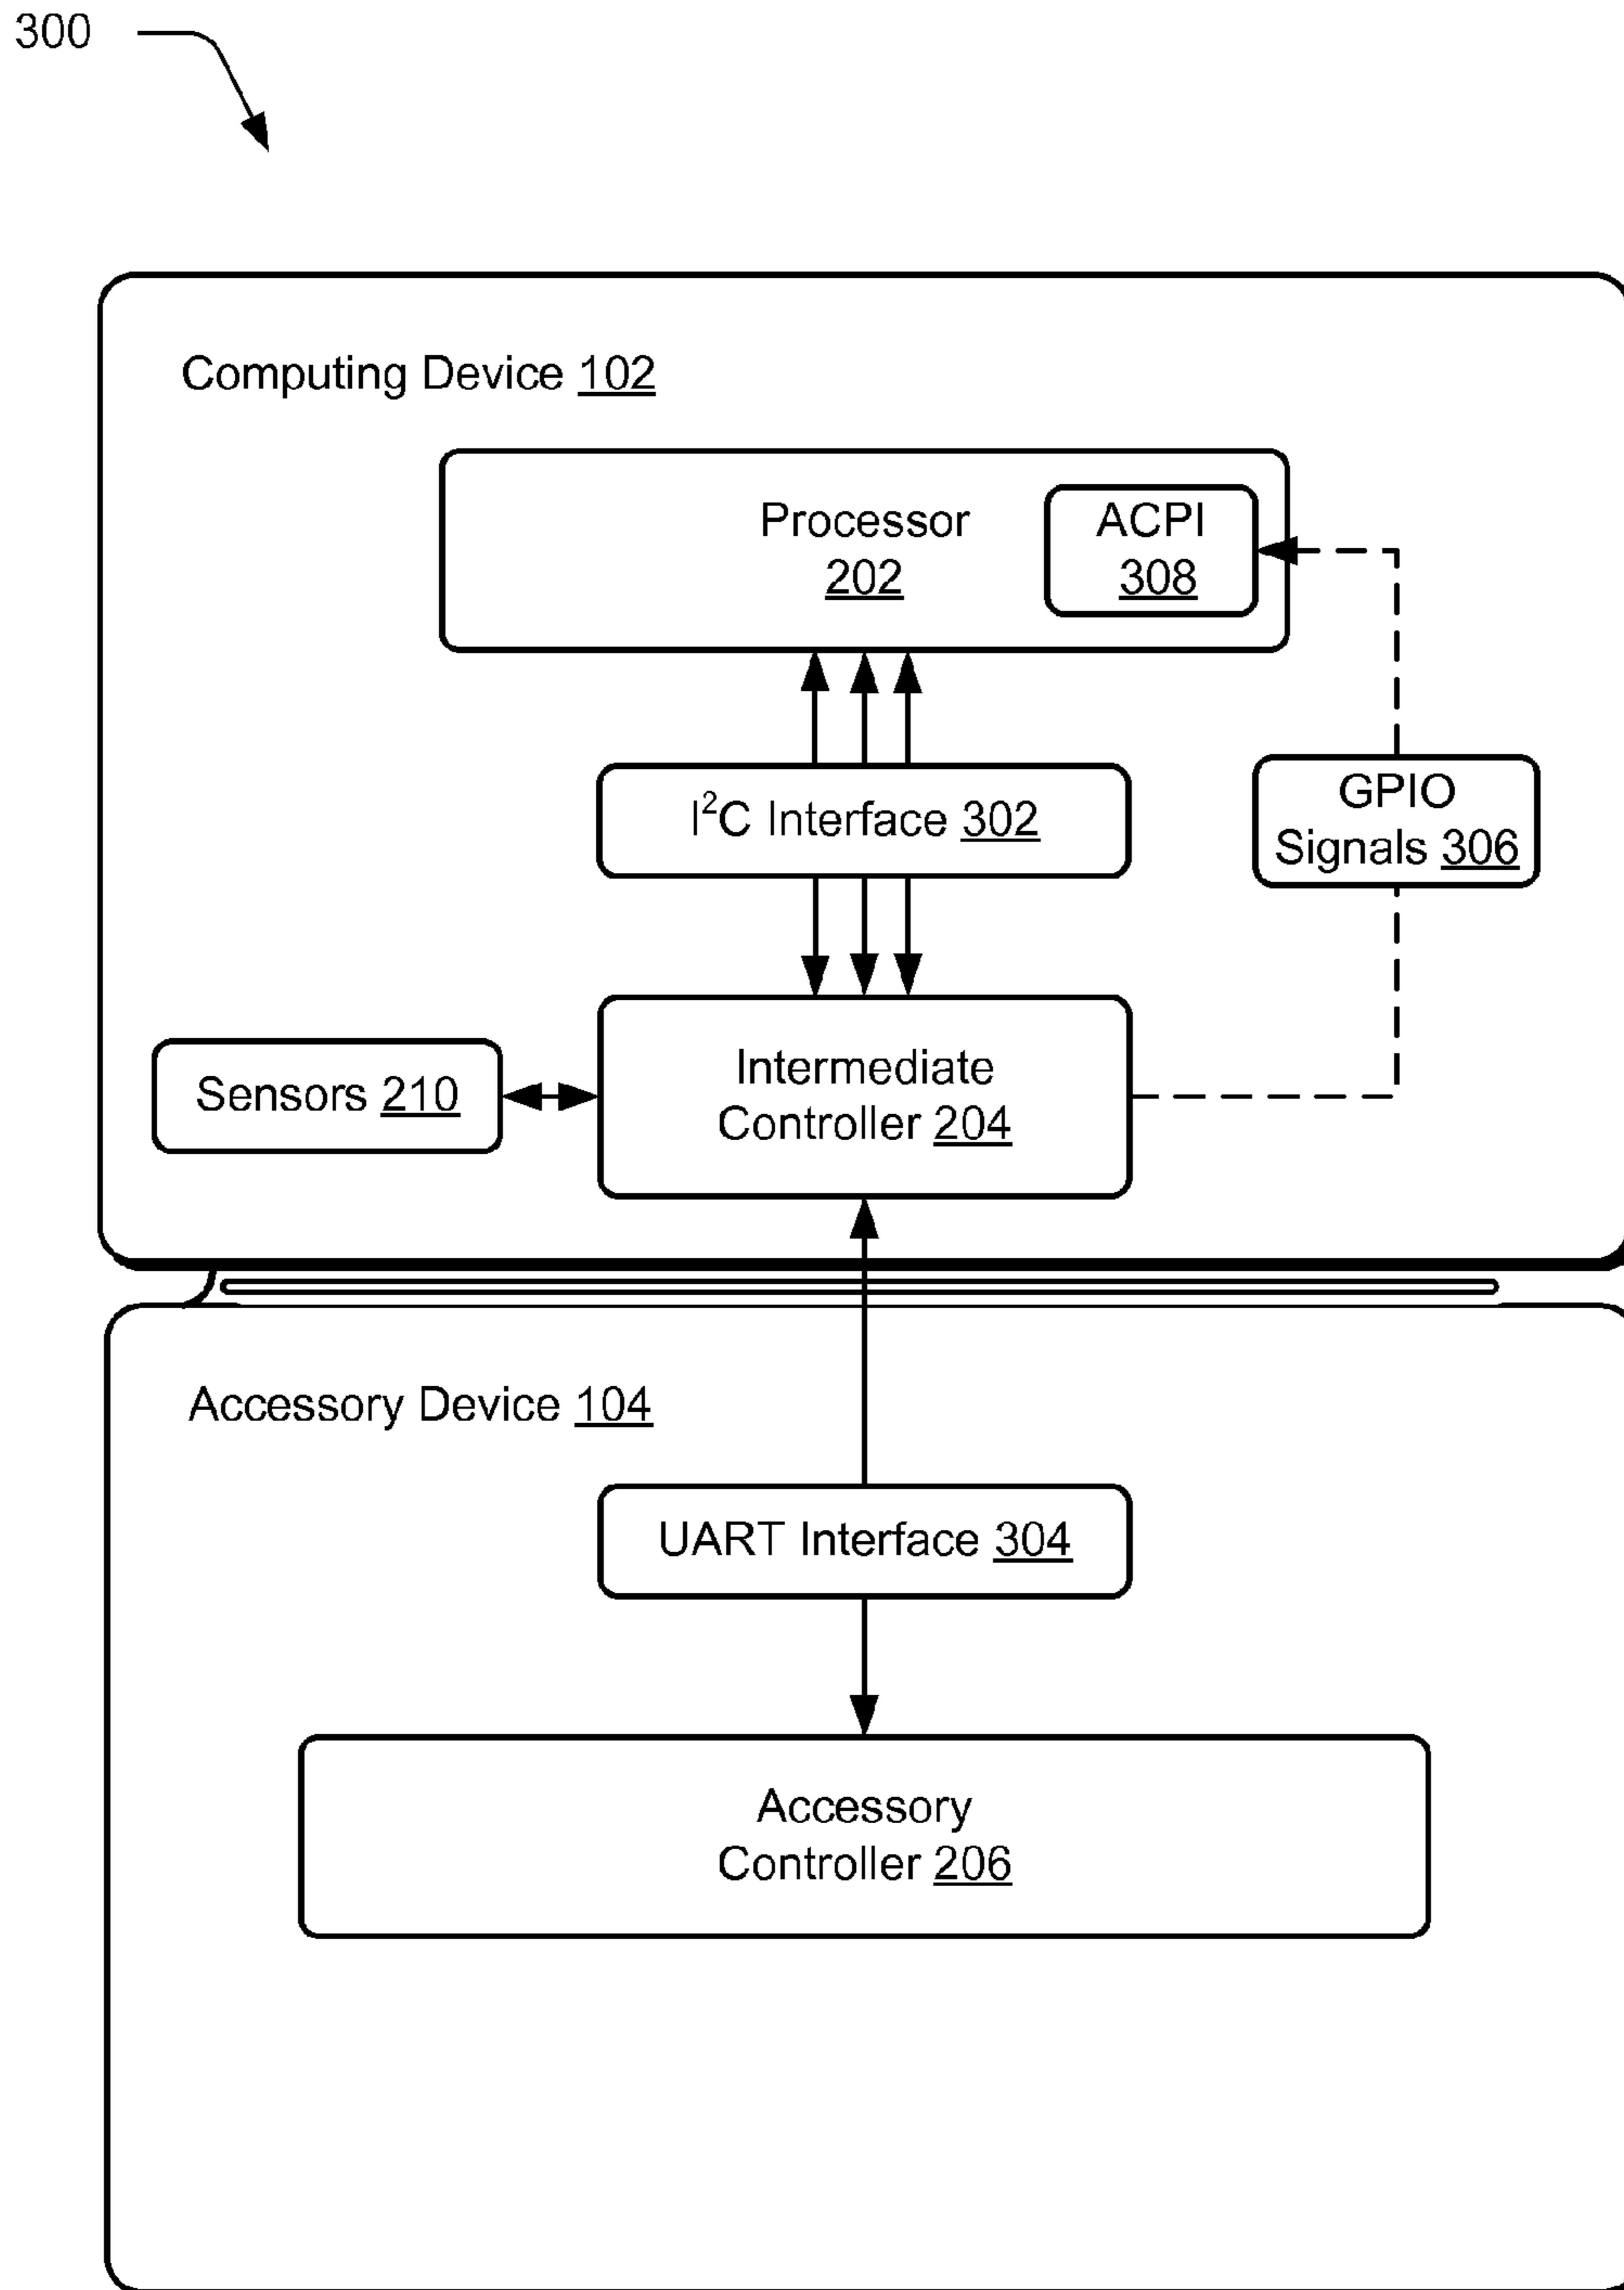 300
Computing Device 102
Processor
202
ACPI
308
I²C Interface 302
GPIO
Signals 306
Sensors 210
Intermediate
Controller 204
Accessory Device 104
UART Interface 304
Accessory
Controller 206